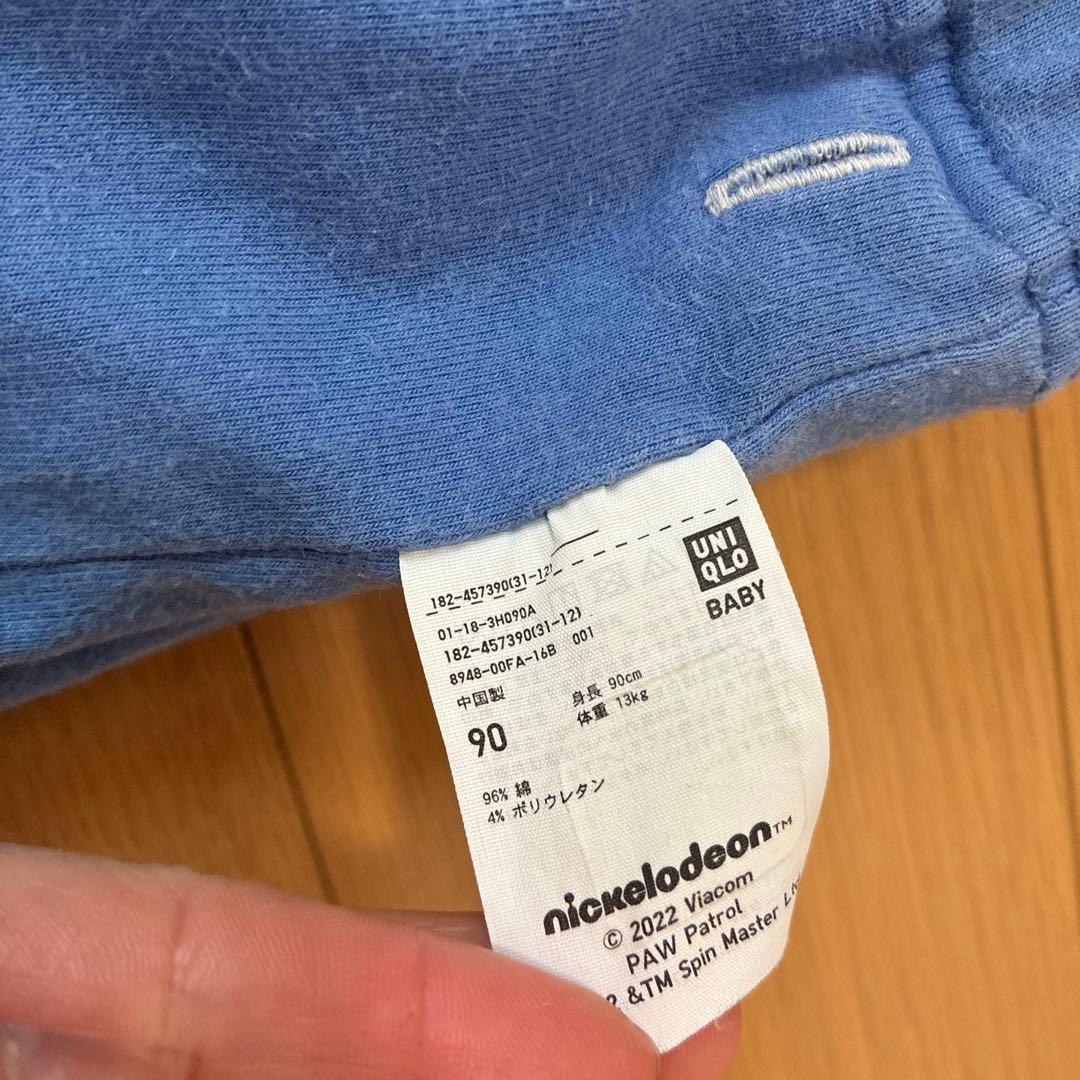 182-457390(31-12)
01-18-3H090A
182-457390(31-12)
8948-00FA-16B 001
中国製
90
身長 90cm
体重 13kg
96% 綿
4% ポリウレタン
UNI
QLO
BABY
nickelodeon™
© 2022 Viacom
PAW Patrol
&TM Spin Master